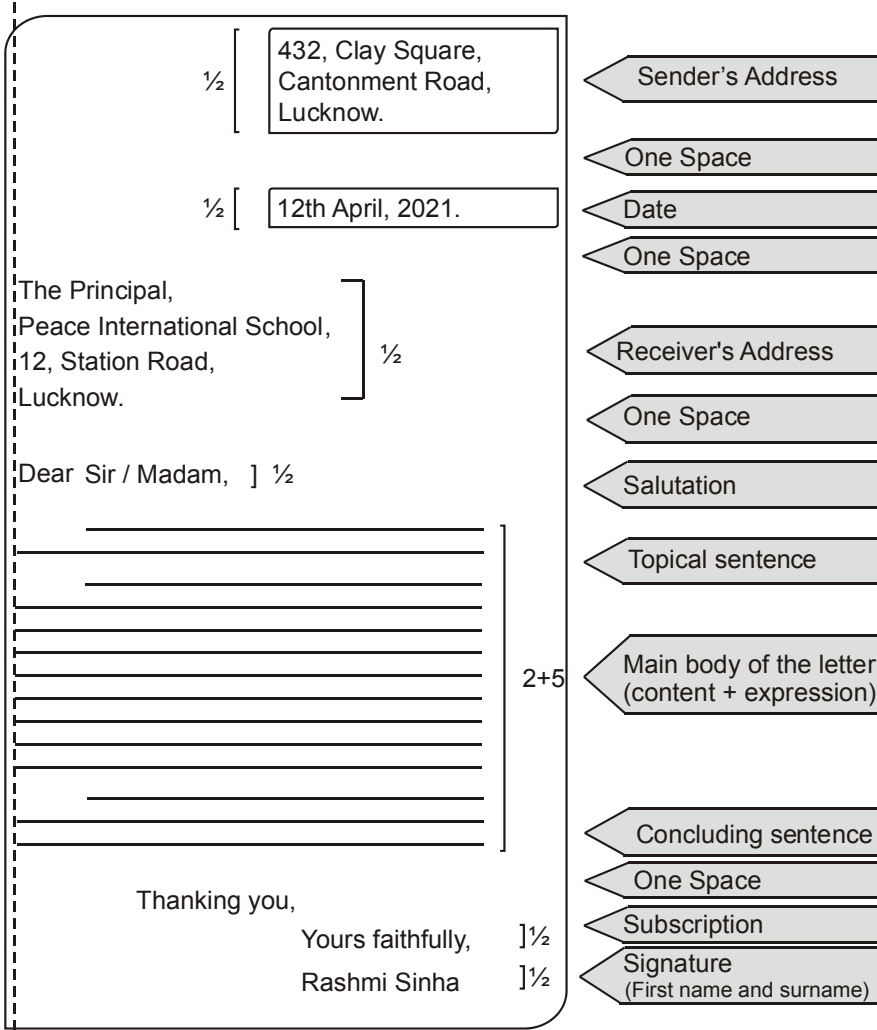 ½
432, Clay Square,
Cantonment Road,
Lucknow.
Sender's Address
One Space
½
12th April, 2021.
Date
One Space
The Principal,
Peace International School,
12, Station Road,
Lucknow.
½
Receiver's Address
One Space
Dear Sir / Madam, ] ½
Salutation
Topical sentence
2+5
Main body of the letter
(content + expression)
Concluding sentence
One Space
Thanking you,
Yours faithfully, ]½
Subscription
Rashmi Sinha ]½
Signature
(First name and surname)